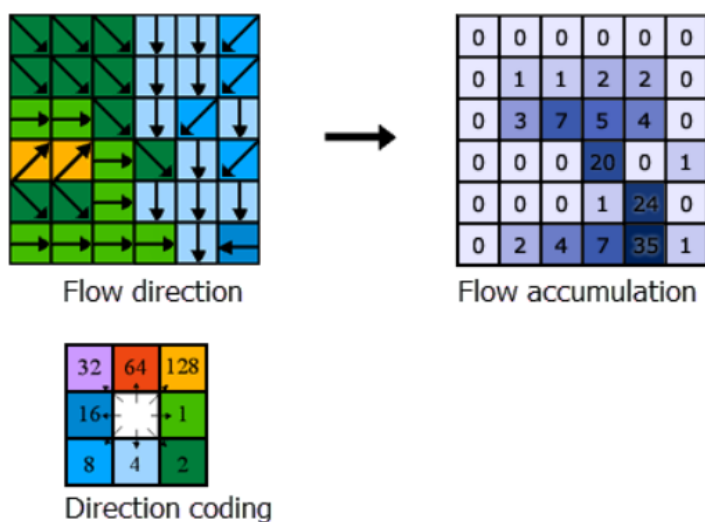 0 0 0 0 0 0
0 1 1 2 2 0
0 3 7 5 4 0
0 0 0 20 0 1
0 0 0 1 24 0
0 2 4 7 35 1
Flow direction
Flow accumulation
32 64 128
16 1
8 4 2
Direction coding